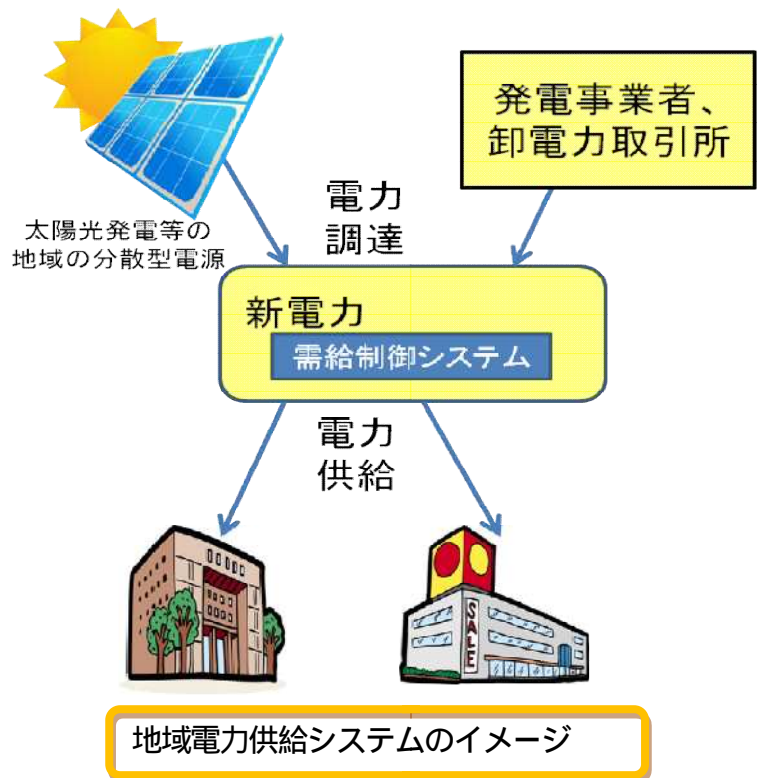 発電事業者、
卸電力取引所
太陽光発電等の
地域の分散型電源
電力
調達
新電力
需給制御システム
電力
供給
SALE
地域電力供給システムのイメージ